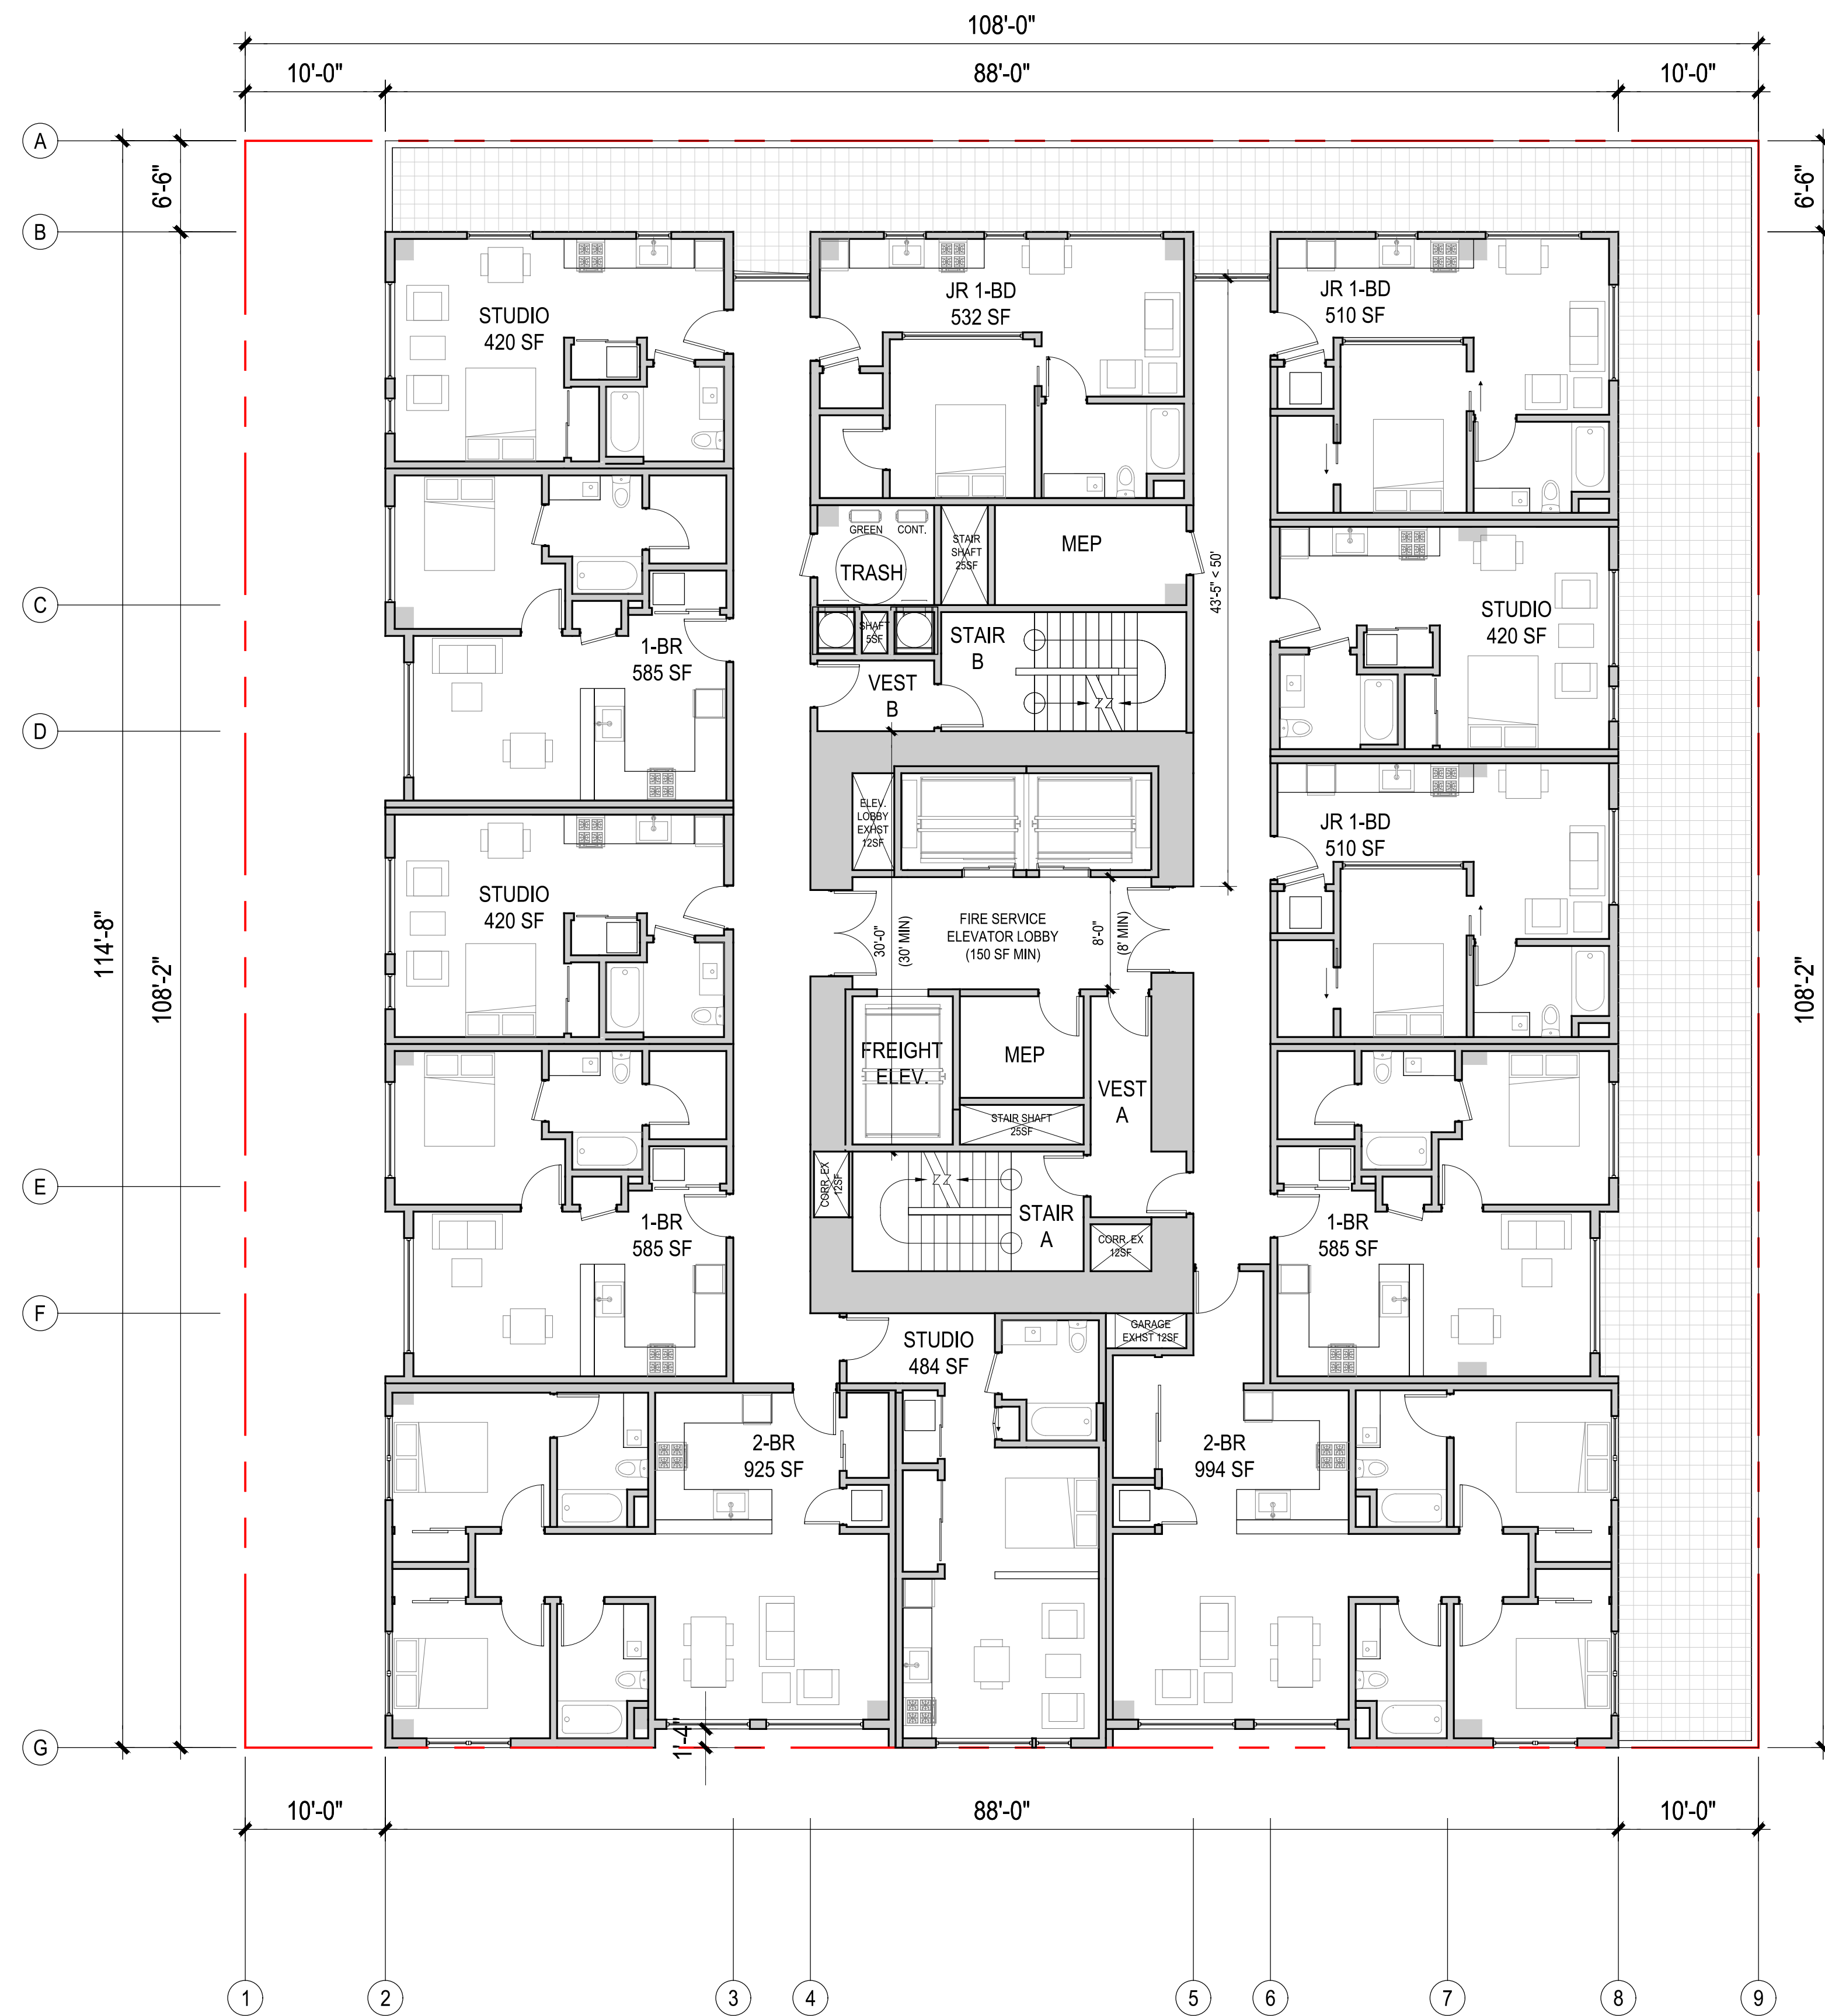 108'-0"
10'-0"
88'-0"
10'-0"
A
6'-6"
6'-6"
B
JR 1-BD
532 SF
JR 1-BD
510 SF
STUDIO
420 SF
GREEN
CONT.
TRASH
STAIR
SHAFT
25SF
MEP
43'-5" < 50'
C
STUDIO
420 SF
SHAFT
5SF
STAIR
B
1-BR
585 SF
VEST
B
D
ELEV.
LOBBY
EXHST
12SF
JR 1-BD
510 SF
STUDIO
420 SF
114'-8"
108'-2"
30'-0"
(30' MIN)
FIRE SERVICE
ELEVATOR LOBBY
(150 SF MIN)
8'-0"
(8' MIN)
108'-2"
FREIGHT
ELEV.
MEP
VEST
A
STAIR SHAFT
25SF
E
CORR. EX
12SF
STAIR
A
1-BR
585 SF
1-BR
585 SF
CORR. EX
12SF
F
STUDIO
484 SF
GARAGE
EXHST 12SF
2-BR
925 SF
2-BR
994 SF
1'-4"
G
10'-0"
88'-0"
10'-0"
1
2
3
4
5
6
7
8
9